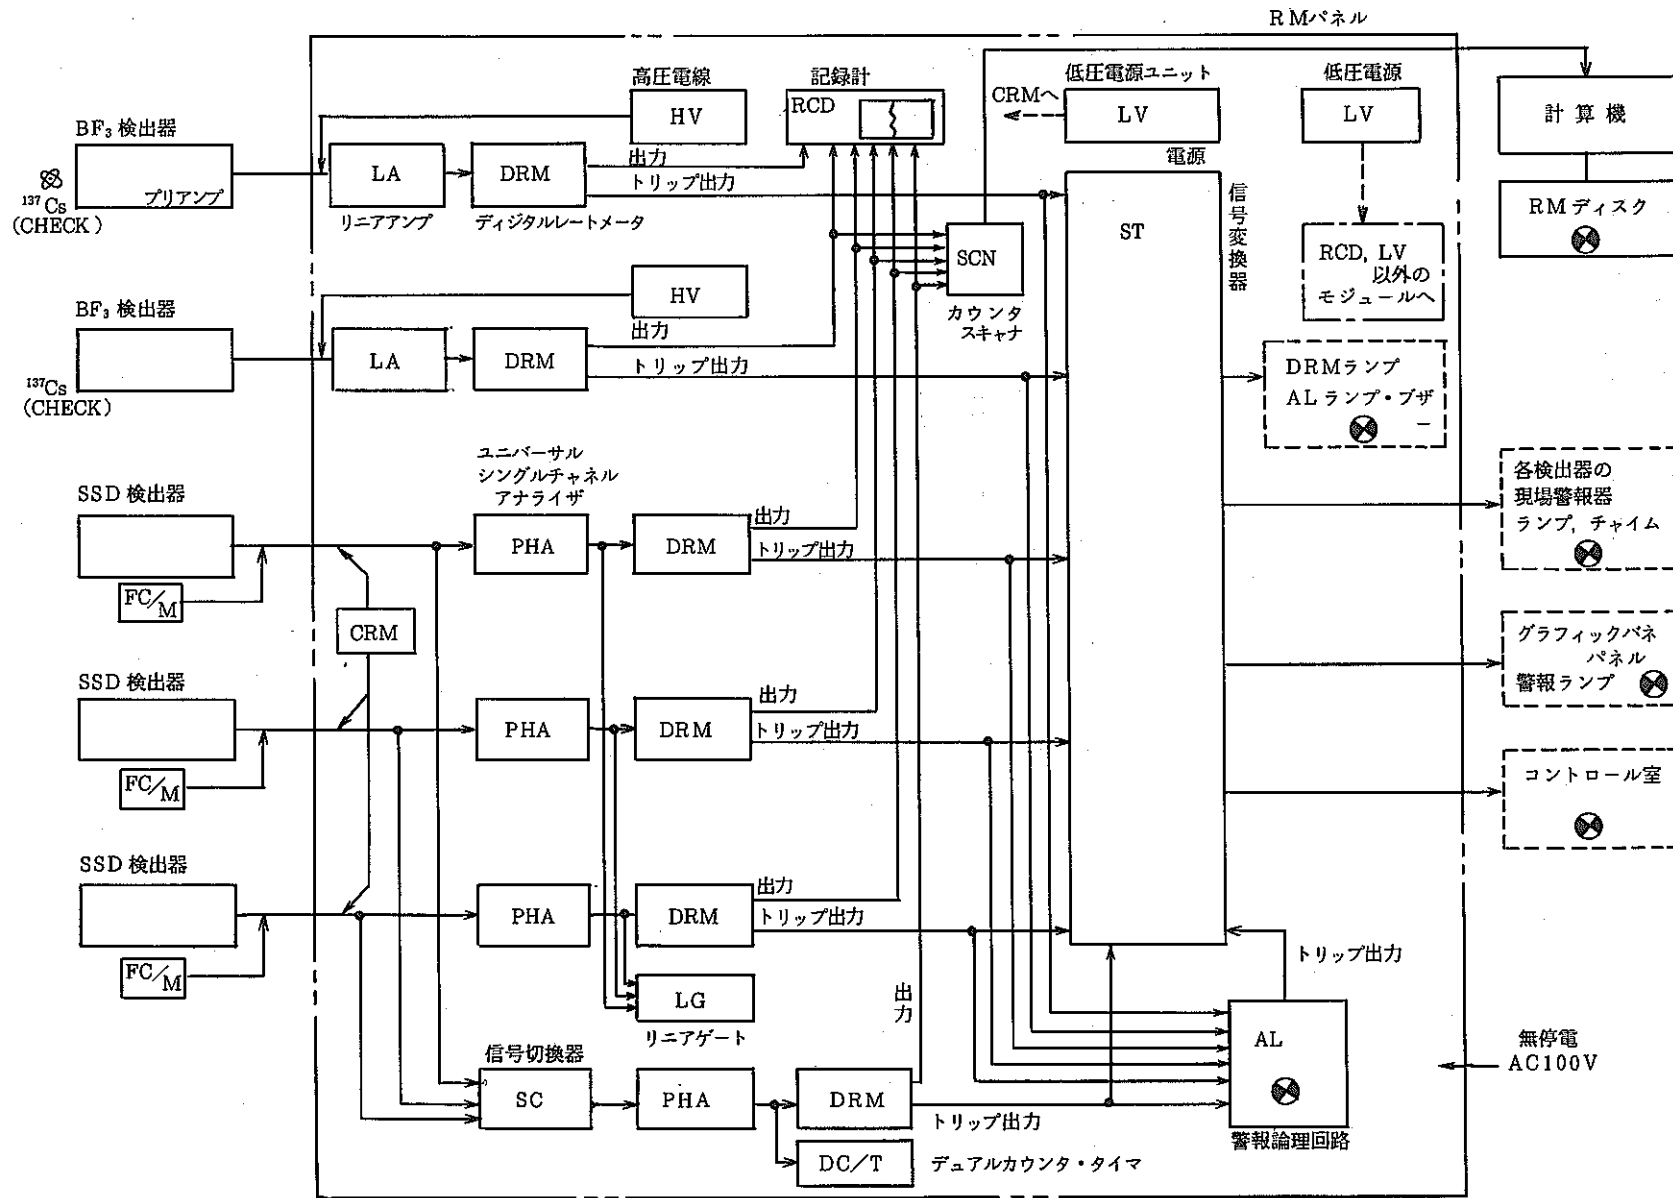 RMパネル
高圧電線
HV
記録計
RCD
低圧電源ユニット
CRMへ
LV
電源
低圧電源
LV
計算機
RMディスク
BF₃検出器
プリアンプ
¹³⁷Cs
(CHECK)
LA
リニアアンプ
DRM
ディジタルレートメータ
出力
トリップ出力
ST
信号変換器
SCN
カウンタ
スキャナ
RCD, LV
以外の
モジュールへ
BF₃検出器
¹³⁷Cs
(CHECK)
HV
LA
DRM
出力
トリップ出力
DRMランプ
ALランプ・ブザ
ー
ユニバーサル
シングルチャネル
アナライザ
SSD検出器
FC/M
PHA
DRM
出力
トリップ出力
各検出器の
現場警報器
ランプ, チャイム
CRM
SSD検出器
FC/M
PHA
DRM
出力
トリップ出力
グラフィックパネ
パネル
警報ランプ
コントロール室
SSD検出器
FC/M
PHA
DRM
出力
トリップ出力
LG
リニアゲート
出力
トリップ出力
信号切換器
SC
PHA
DRM
トリップ出力
DC/T
デュアルカウンタ・タイマ
AL
警報論理回路
無停電
AC100V